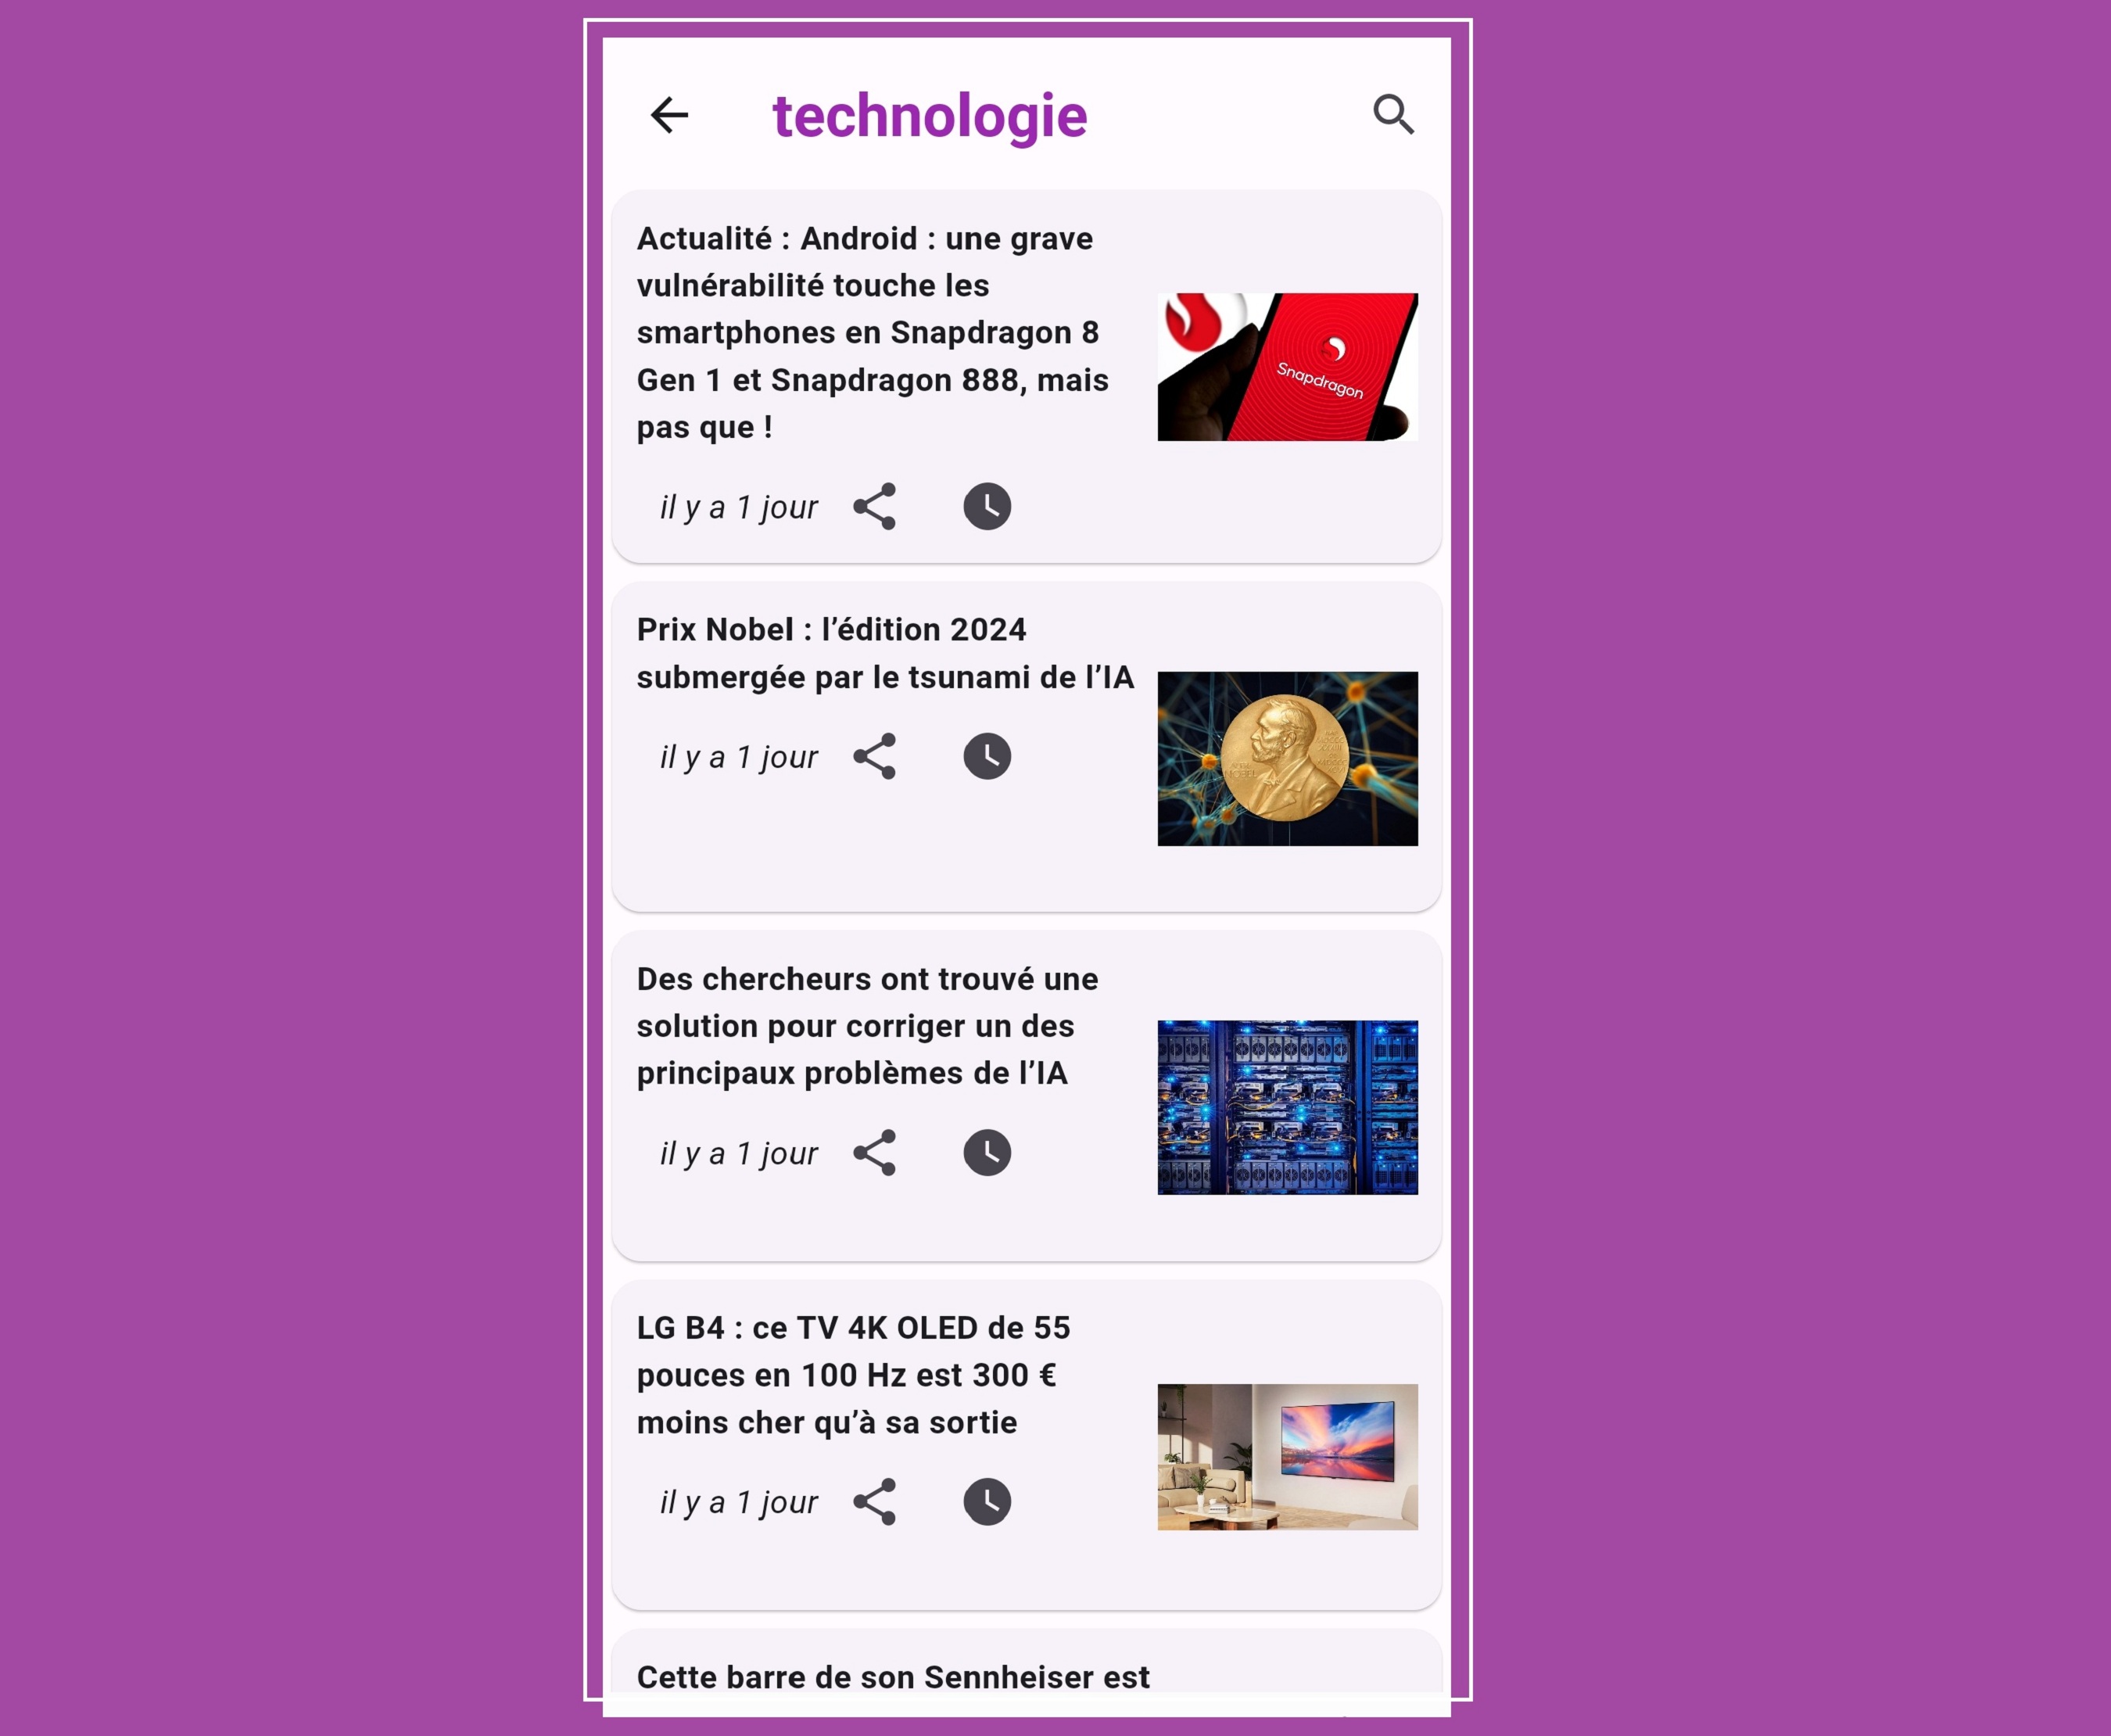 technologie
Actualité : Android : une grave
vulnérabilité touche les
smartphones en Snapdragon 8
Gen 1 et Snapdragon 888, mais
pas que !
Snapdragon
il y a 1 jour
Prix Nobel : l’édition 2024
submergée par le tsunami de l’IA
il y a 1 jour
Des chercheurs ont trouvé une
solution pour corriger un des
principaux problèmes de l’IA
il y a 1 jour
LG B4 : ce TV 4K OLED de 55
pouces en 100 Hz est 300 €
moins cher qu’à sa sortie
il y a 1 jour
Cette barre de son Sennheiser est